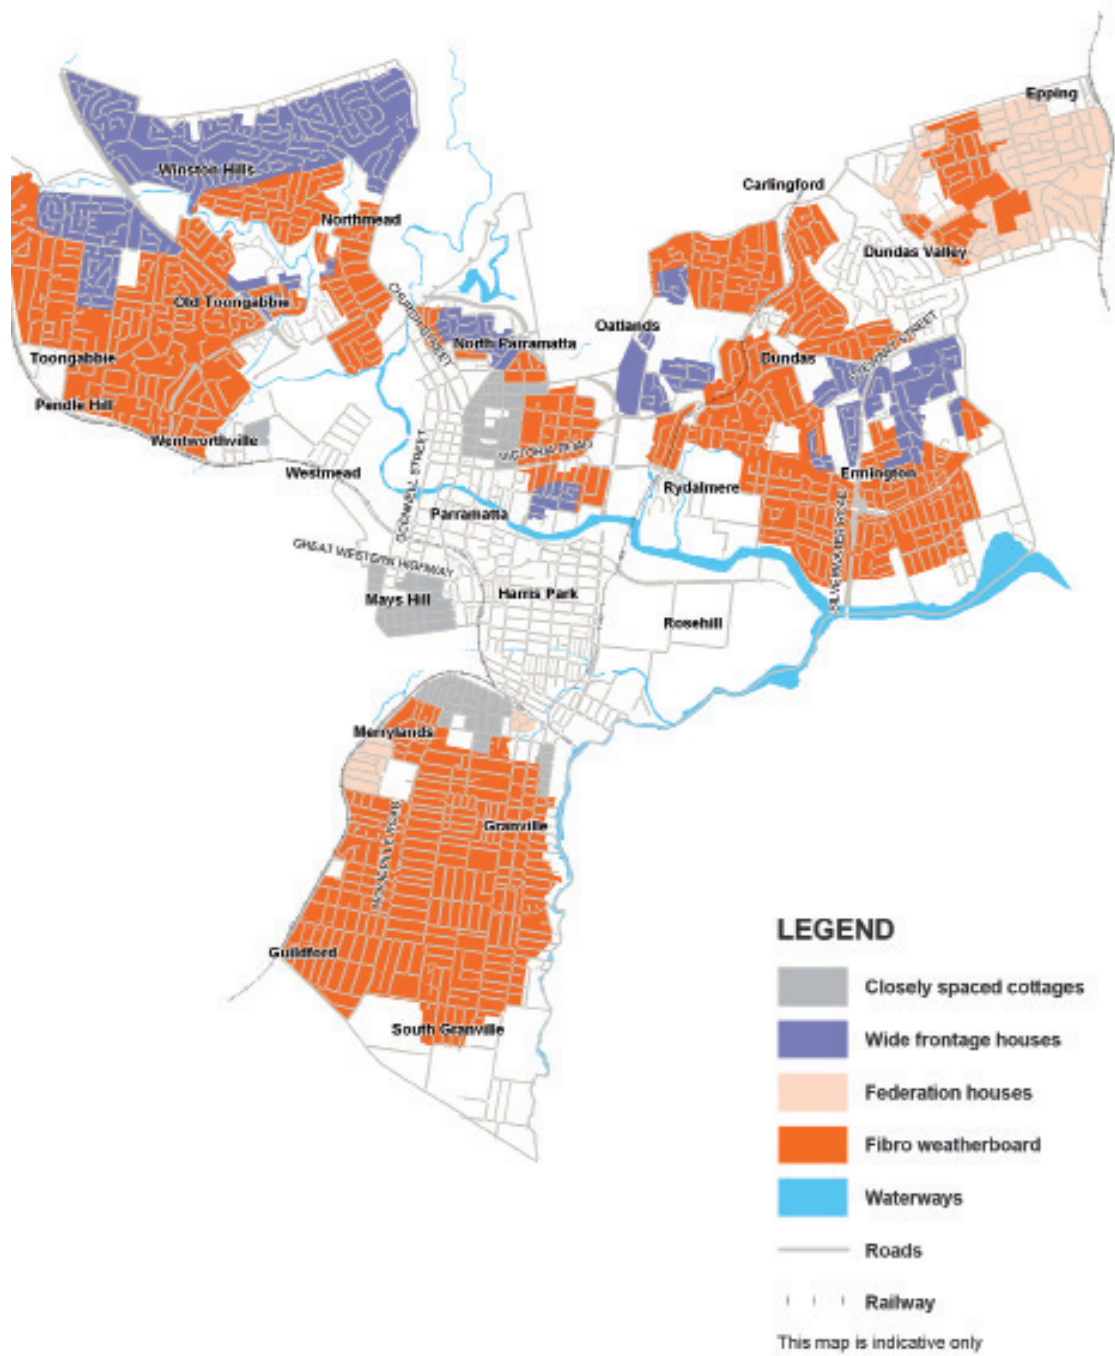 Epping
Winston Hills
Carlingford
Northmead
Dundas Valley
Old Toongabbie
CHURCH STREET
Oatlands
North Parramatta
Toongabbie
Dundas
Pendle Hill
Wentworthville
VICTORIA ROAD
Westmead
Ermington
Rydalmere
Parramatta
GREAT WESTERN HIGHWAY
SILVERWATER ROAD
Mays Hill
Harris Park
Rosehill
Merrylands
Granville
Guildford
South Granville
LEGEND
Closely spaced cottages
Wide frontage houses
Federation houses
Fibro weatherboard
Waterways
Roads
Railway
This map is indicative only